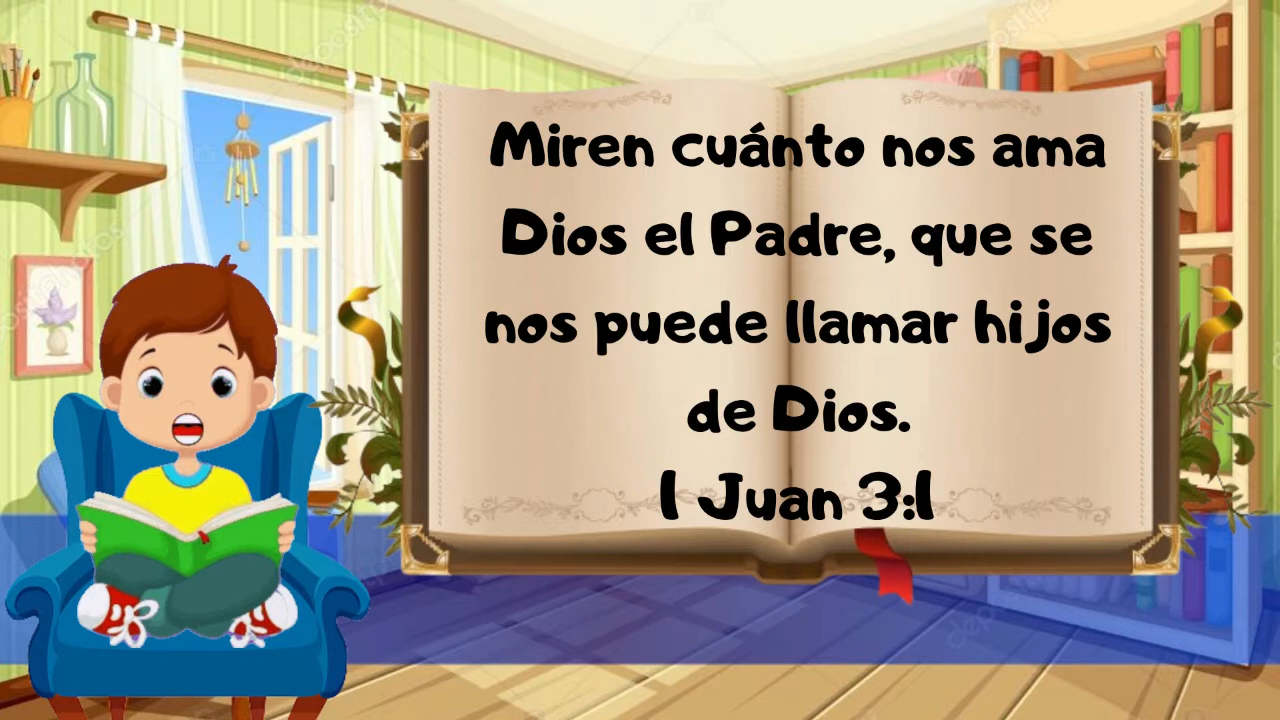 Miren cuánto nos ama
Dios el Padre, que se
nos puede llamar hijos
de Dios.
1 Juan 3:1